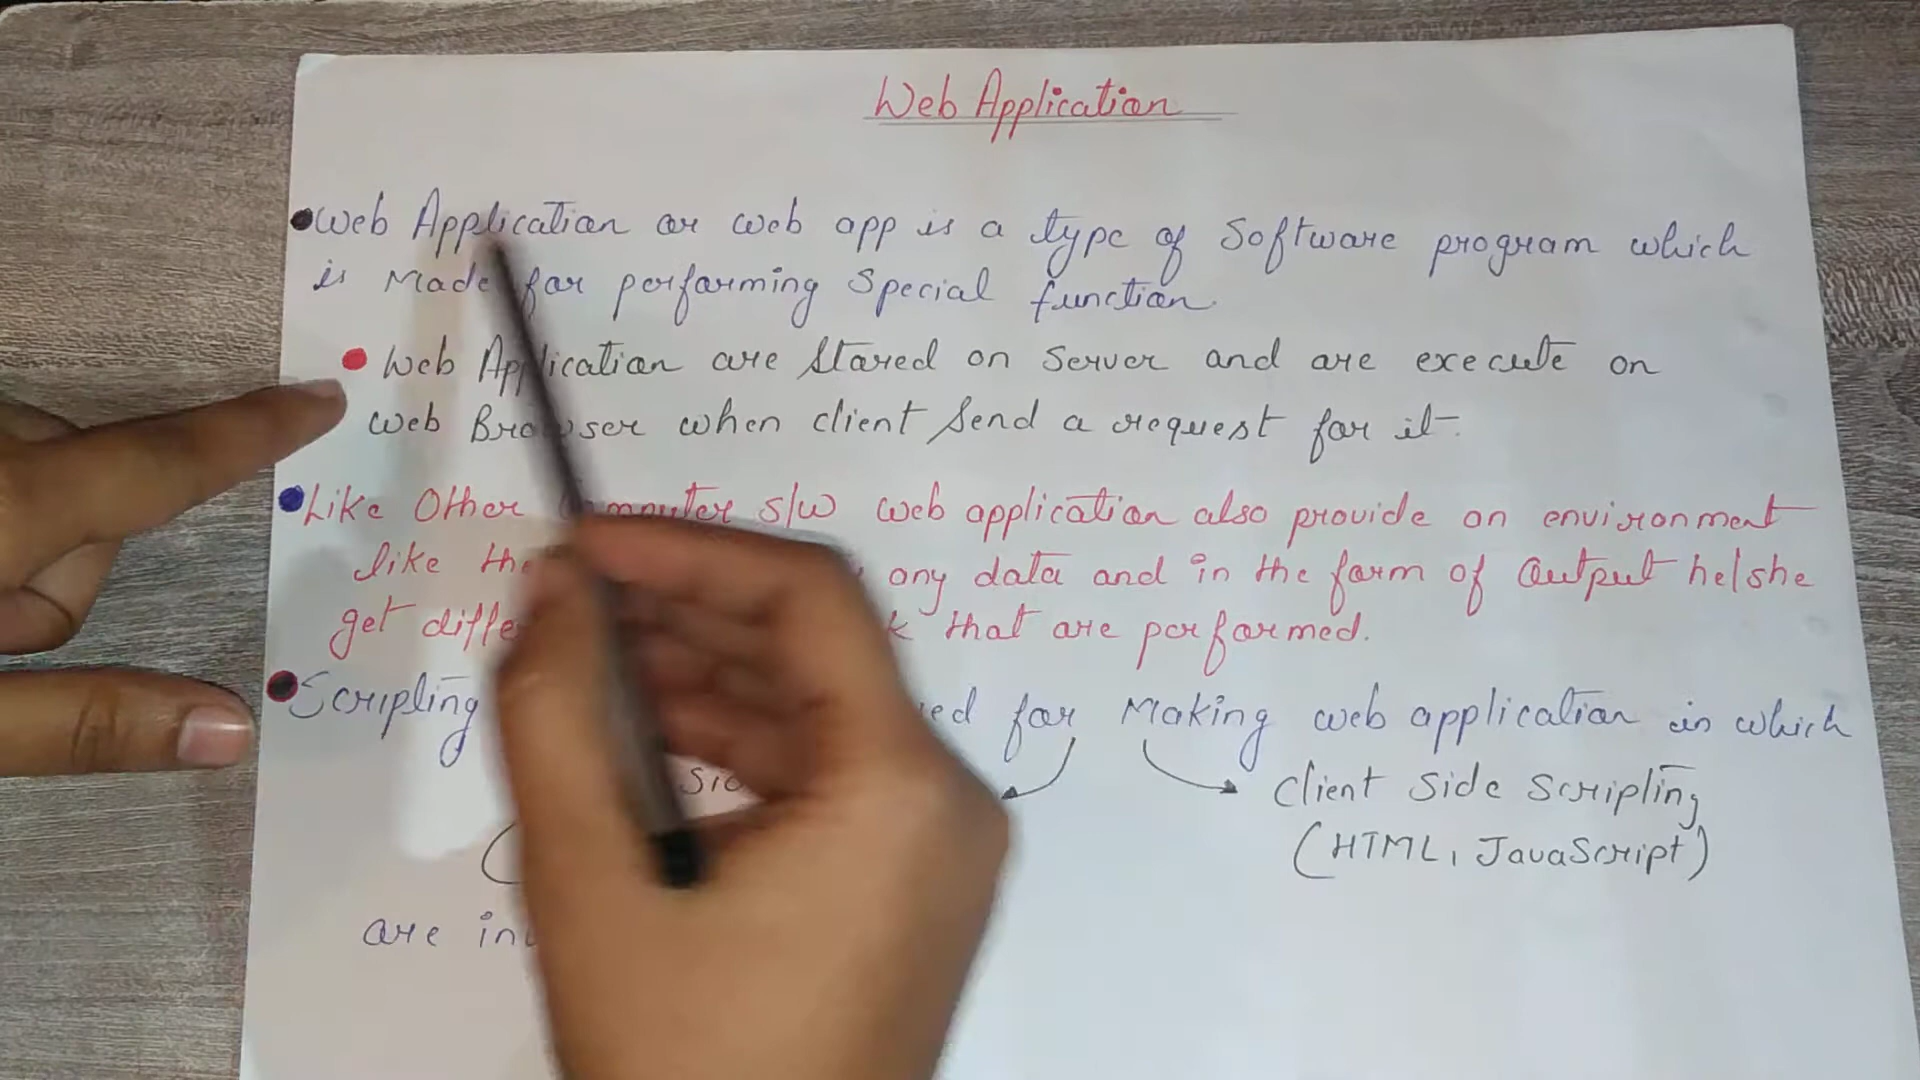 Web Application
Web Application or web app is a type of Software program which
is Made for performing Special function.
Web Application are Stored on Server and are execute on
web Browser when client Send a request for it.
Like Other s/w web application also provide an environment
like any data and in the form of Output he/she
get that are performed.
Scripting for Making web application in which
Client Side Scripting
(HTML, JavaScript)
are